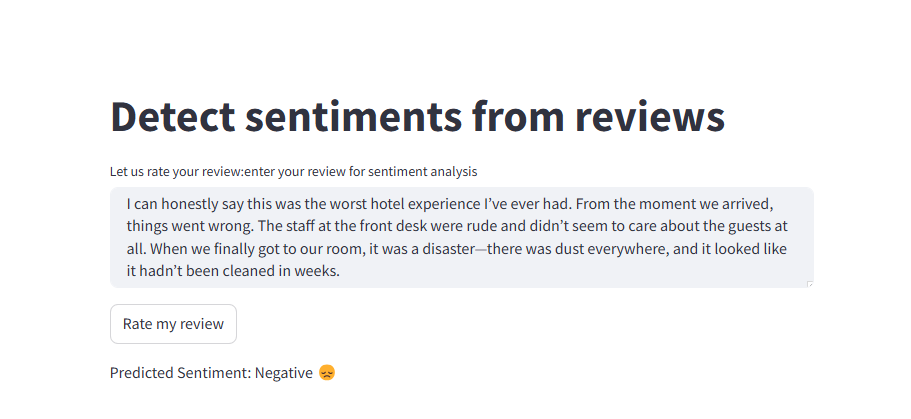 Detect sentiments from reviews
Let us rate your review:enter your review for sentiment analysis
I can honestly say this was the worst hotel experience I’ve ever had. From the moment we arrived,
things went wrong. The staff at the front desk were rude and didn’t seem to care about the guests at
all. When we finally got to our room, it was a disaster—there was dust everywhere, and it looked like
it hadn’t been cleaned in weeks.
Rate my review
Predicted Sentiment: Negative 😞